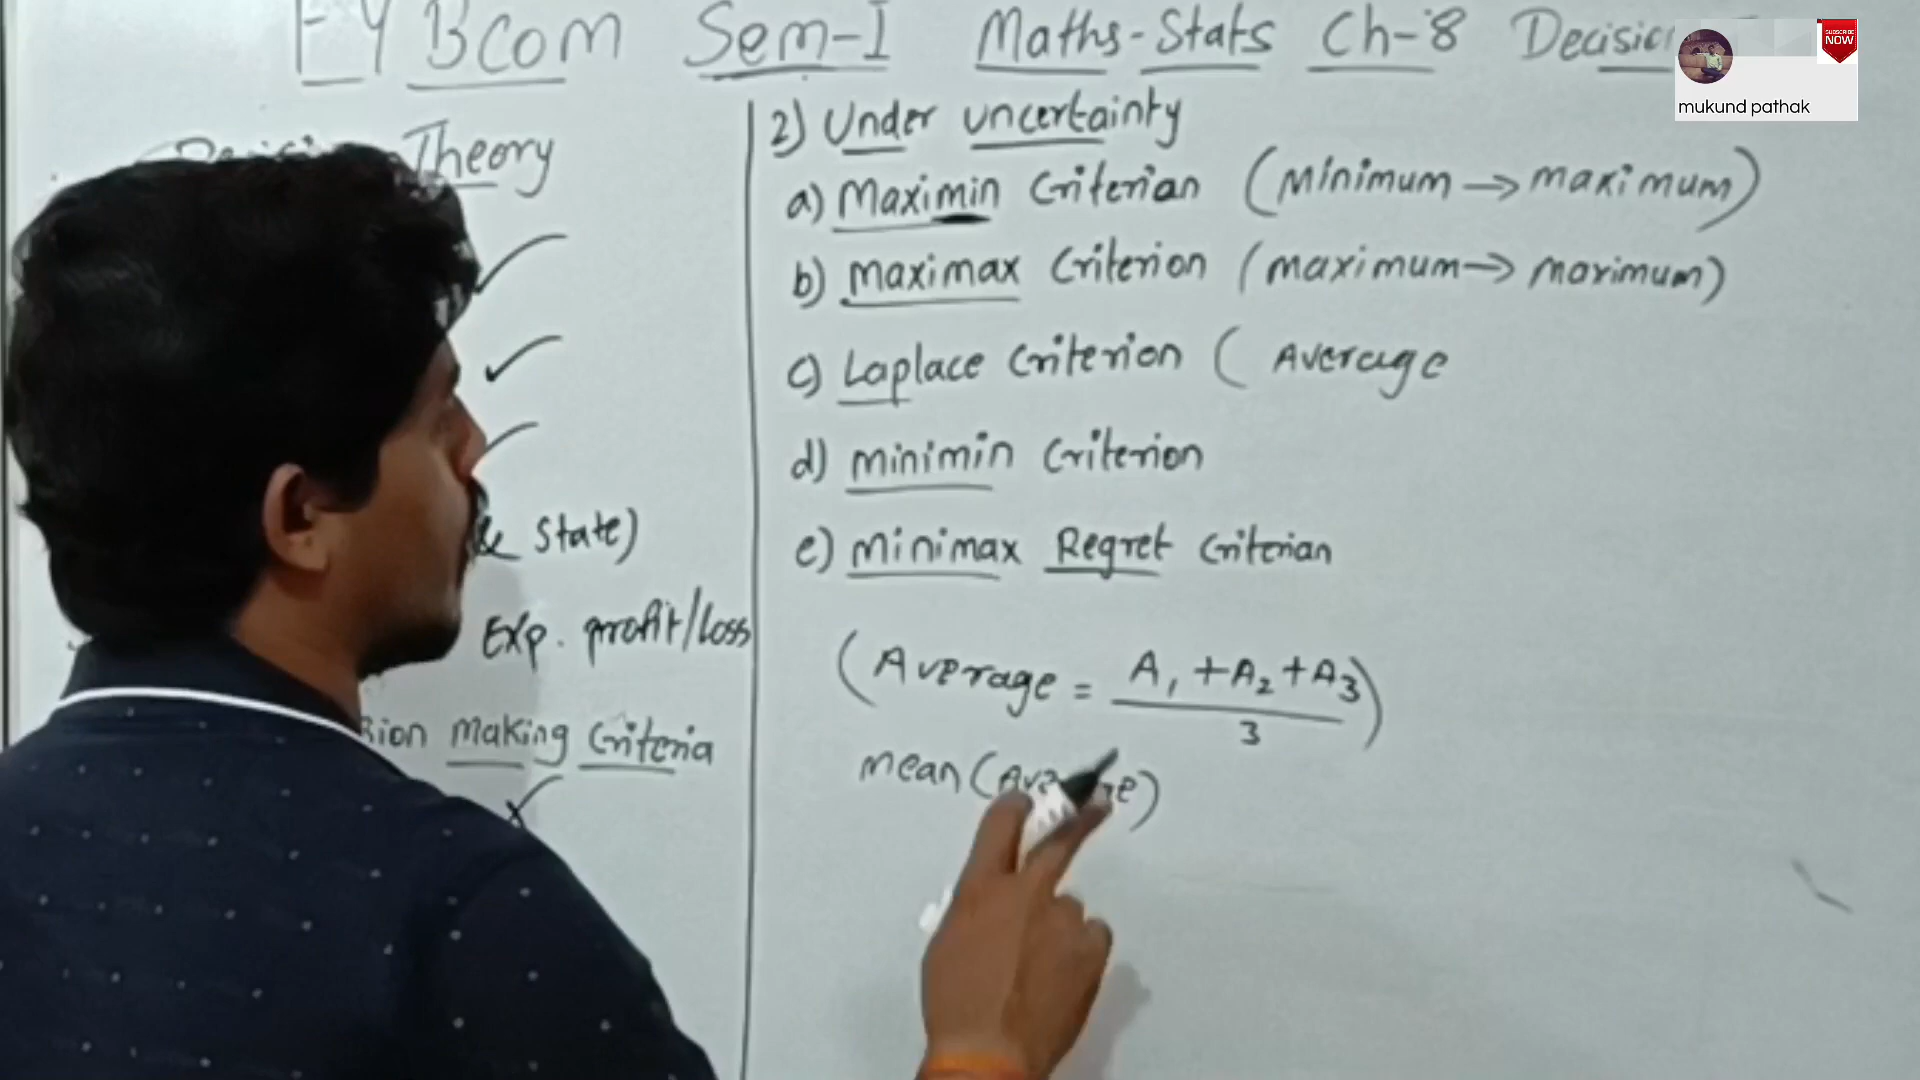 FY BCom Sem-I Maths-Stats Ch-8
SUBSCRIBE NOW
mukund pathak
Theory
& State)
Exp. profit/Loss
making Criteria
2) Under uncertainty
a) Maximin Criterian (Minimum → maximum)
b) Maximax Criterion (maximum → maximum)
c) Laplace Criterion ( Average
d) Minimin Criterion
e) Minimax Regret Criterian
(Average = A1 + A2 + A3 / 3)
mean (